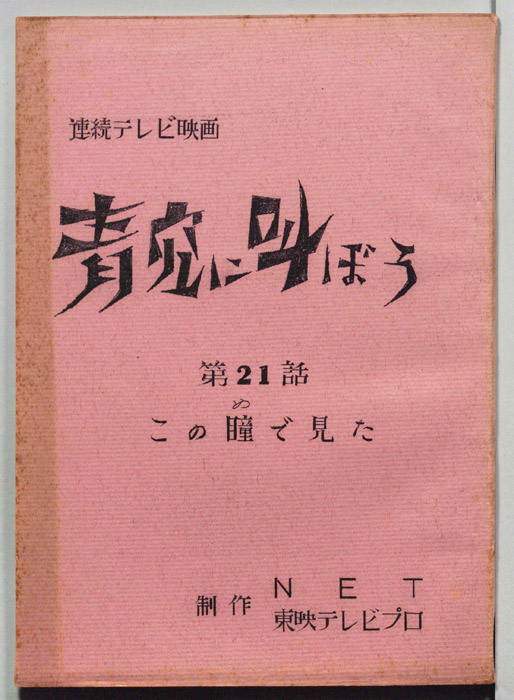 連続テレビ映画
青空に叫ぼう
第21話
め
この瞳で見た
制作 NET
東映テレビプロ